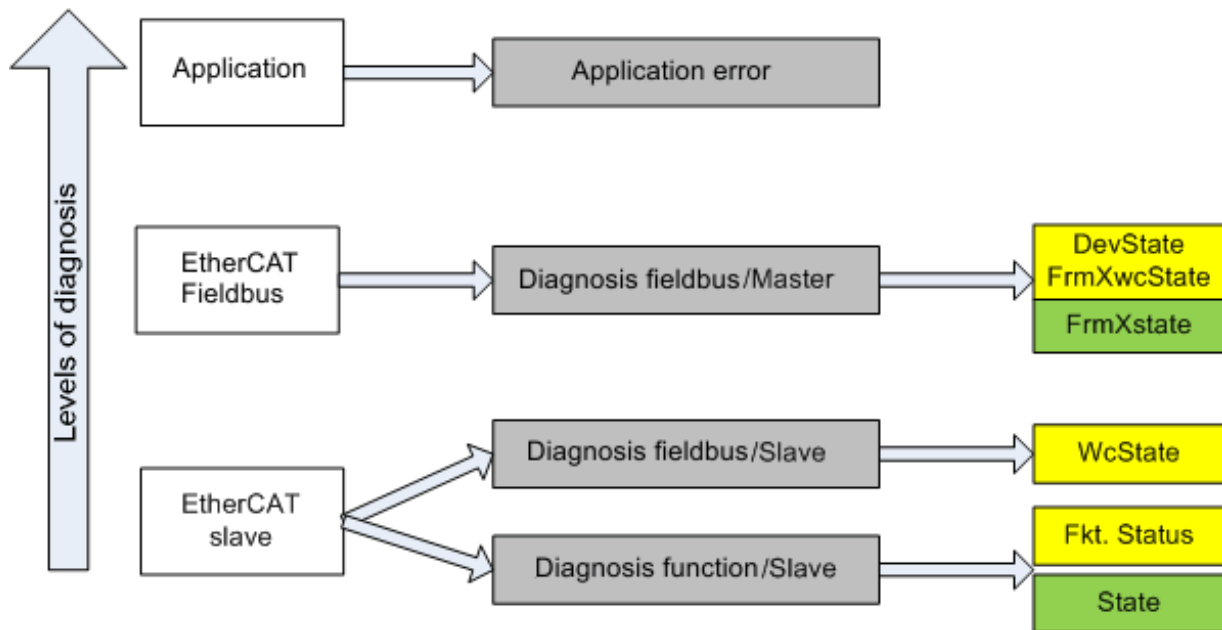 Levels of diagnosis
Application
Application error
EtherCAT
Fieldbus
Diagnosis fieldbus/Master
DevState
FrmXwcState
FrmXstate
EtherCAT
slave
Diagnosis fieldbus/Slave
WcState
Diagnosis function/Slave
Fkt. Status
State